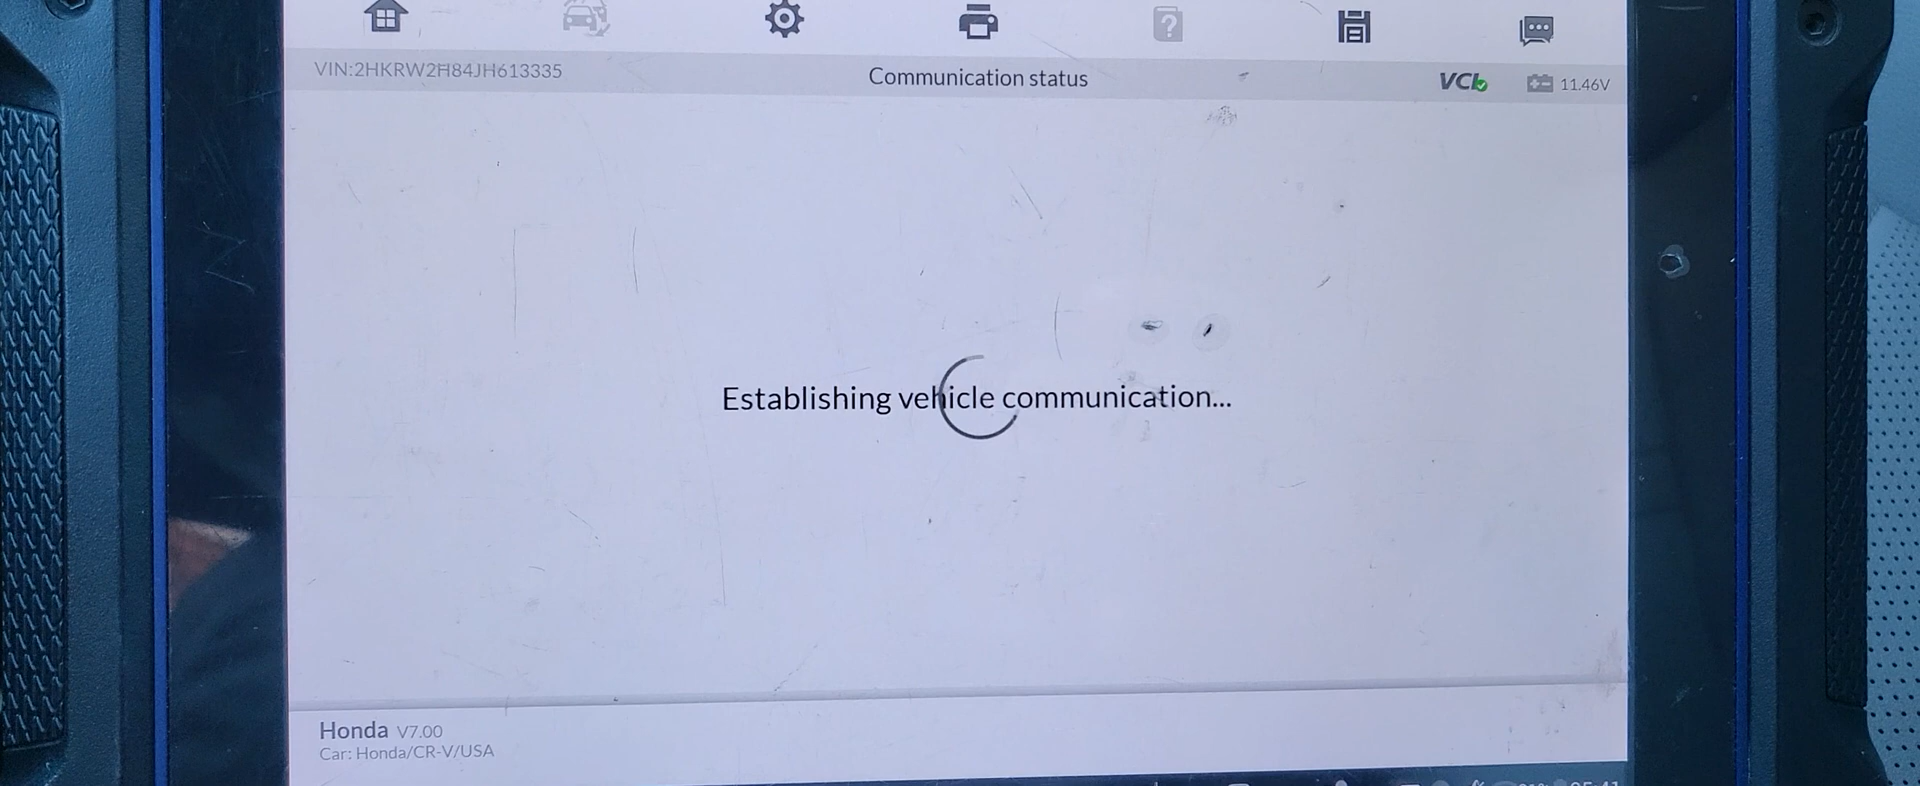 VIN:2HKRW2H84JH613335
Communication status
VCI
11.46V
Establishing vehicle communication...
Honda V7.00
Car: Honda/CR-V/USA